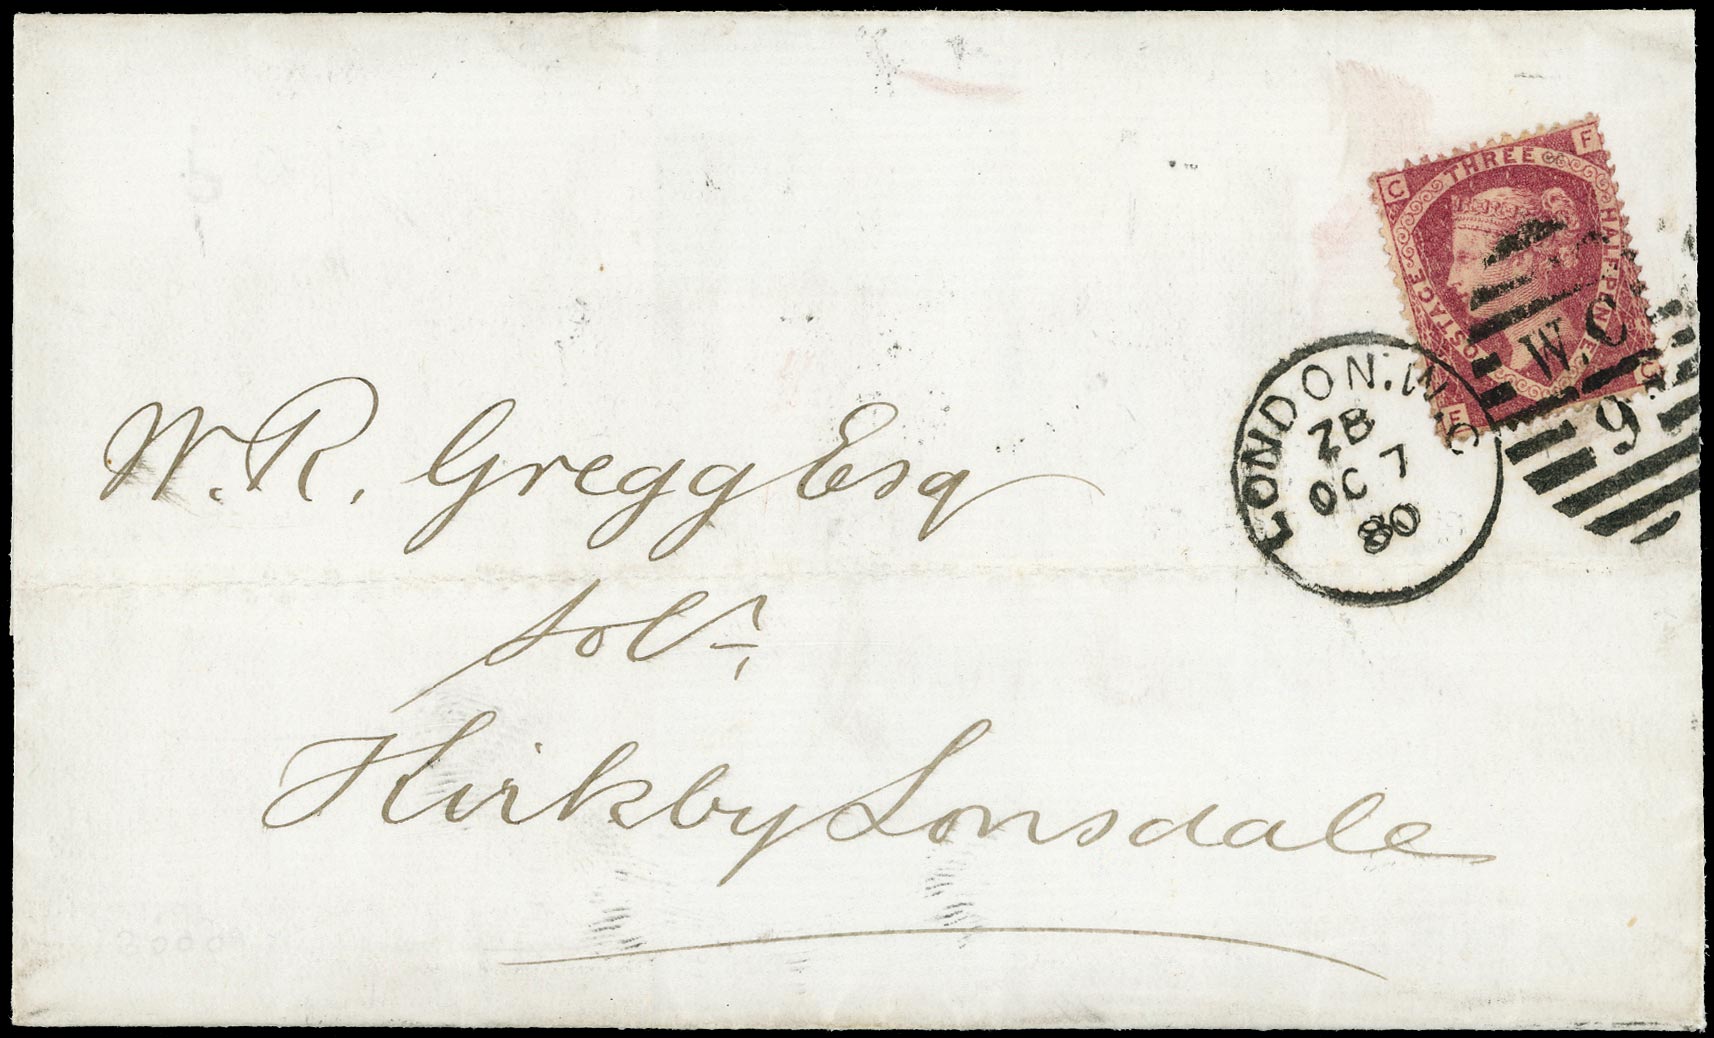 C THREE F
POSTAGE
HALFPENCE
W.C
9
LONDON.W.C
ZB
OC 7
80
W. R. Gregg Esq
Solr,
Kirkby Lonsdale